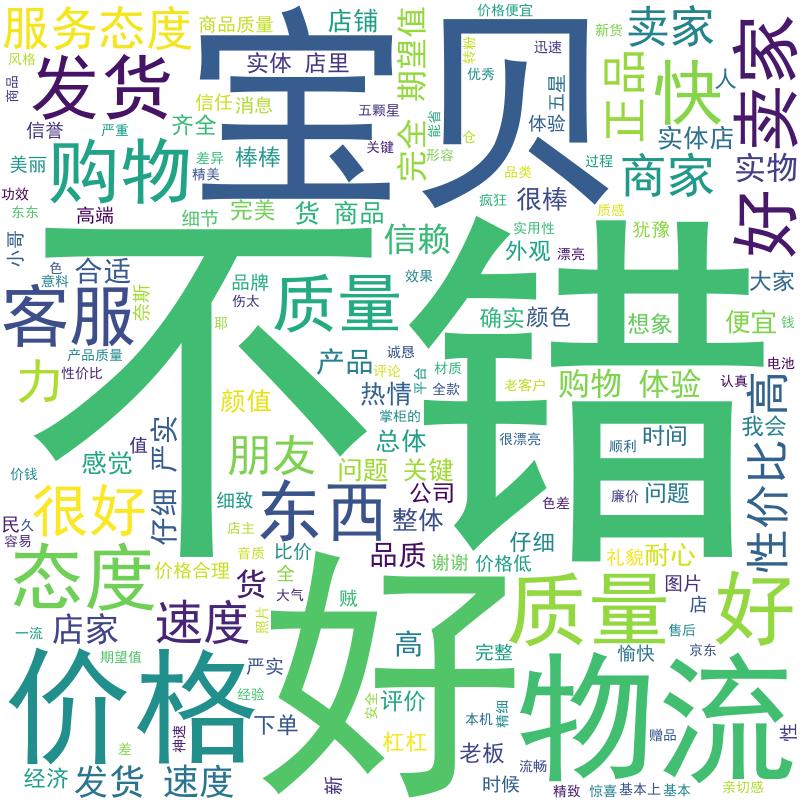 服务态度
商品质量
店铺
价格便宜
新货
风格
宝贝
期望值
转粉
迅速
卖家
卖家
商品
发货
实体 店里
优秀
五星
正品
快
人
信任
消息
五颗星
能省
体验
信誉
严重
齐全
关键
完全
仓
实体店
美丽
购物
差异
棒棒
形容
品类
过程
商家
实物
功效
精美
疯狂
很棒
东东
高端
细节
完美
货
商品
实用性
质感
好
小哥
不错
信赖
外观
漂亮
犹豫
色
合适
品牌
质量
效果
大家
意料
奈斯
伤太
客服
耶
确实
颜色
想象
便宜
钱
产品质量
诚恳
产品
评论
材质
电池
性价比
力
热情
平台
全款
老客户
购物 体验
认真
高
颜值
掌柜的
值
严实
朋友
总体
很漂亮
顺利
时间
我会
感觉
价钱
问题
关键
性价比
很好
仔细
细致
东西
公司
色差
廉价
问题
民
久
容易
店主
整体
仔细
态度
音质
比价
品质
谢谢
价格低
礼貌
耐心
价格合理
货
全
大气
贼
好
质量
图片
好
店家
速度
照片
店
一流
期望值
高
完整
售后
京东
价格
严实
愉快
物流
经验
安全
评价
本机
精细
下单
赠品
性
差
神速
杠杠
老板
流畅
经济
发货 速度
新
时候
精致
惊喜
基本上
基本
亲切感